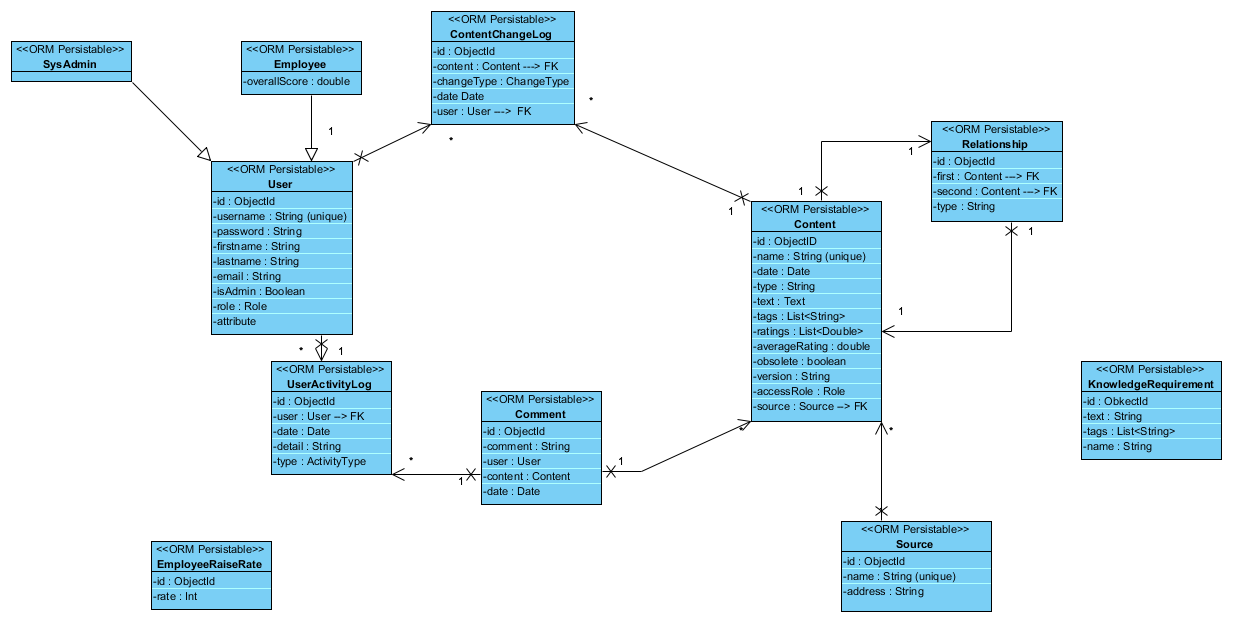 <<ORM Persistable>>
SysAdmin
<<ORM Persistable>>
Employee
-overallScore : double
<<ORM Persistable>>
ContentChangeLog
-id : ObjectId
-content : Content ---> FK
-changeType : ChangeType
-date Date
-user : User ---> FK
*
1
*
<<ORM Persistable>>
Relationship
-id : ObjectId
-first : Content ---> FK
-second : Content ---> FK
-type : String
1
1
1
1
1
<<ORM Persistable>>
User
-id : ObjectId
-username : String (unique)
-password : String
-firstname : String
-lastname : String
-email : String
-isAdmin : Boolean
-role : Role
-attribute
<<ORM Persistable>>
Content
-id : ObjectID
-name : String (unique)
-date : Date
-type : String
-text : Text
-tags : List<String>
-ratings : List<Double>
-averageRating : double
-obsolete : boolean
-version : String
-accessRole : Role
-source : Source --> FK
*
1
<<ORM Persistable>>
UserActivityLog
-id : ObjectId
-user : User --> FK
-date : Date
-detail : String
-type : ActivityType
*
1
<<ORM Persistable>>
Comment
-id : ObjectId
-comment : String
-user : User
-content : Content
-date : Date
1
*
*
<<ORM Persistable>>
KnowledgeRequirement
-id : ObkectId
-text : String
-tags : List<String>
-name : String
<<ORM Persistable>>
EmployeeRaiseRate
-id : ObjectId
-rate : Int
<<ORM Persistable>>
Source
-id : ObjectId
-name : String (unique)
-address : String